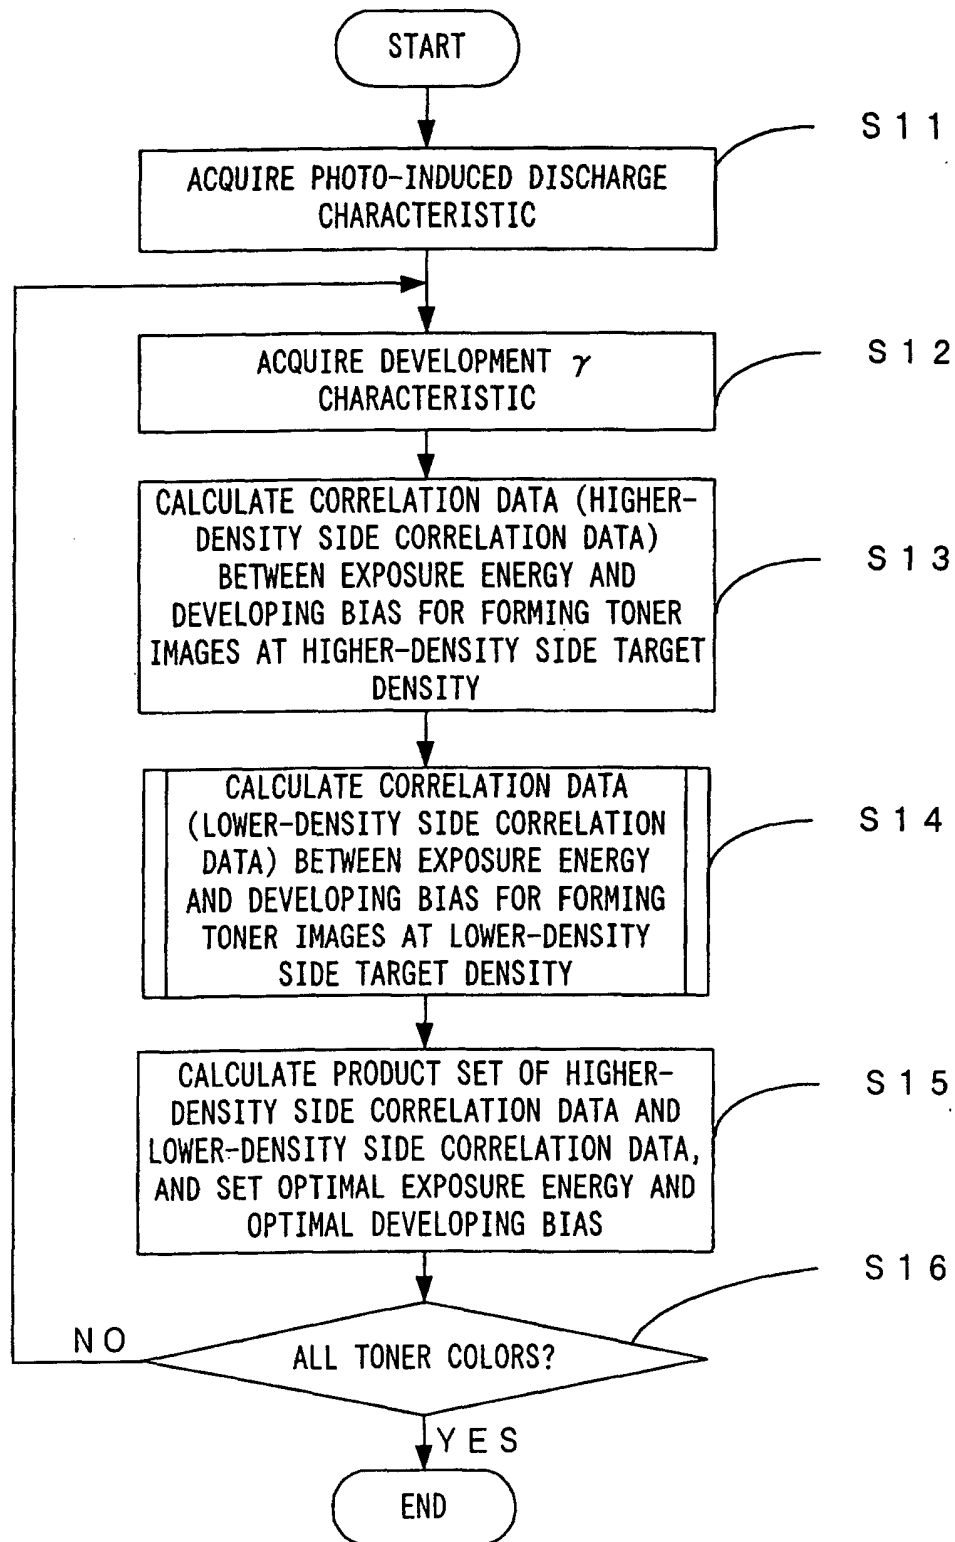 START
S11
ACQUIRE PHOTO-INDUCED DISCHARGE
CHARACTERISTIC
S12
ACQUIRE DEVELOPMENT γ
CHARACTERISTIC
CALCULATE CORRELATION DATA (HIGHER-
DENSITY SIDE CORRELATION DATA)
BETWEEN EXPOSURE ENERGY AND
DEVELOPING BIAS FOR FORMING TONER
IMAGES AT HIGHER-DENSITY SIDE TARGET
DENSITY
S13
CALCULATE CORRELATION DATA
(LOWER-DENSITY SIDE CORRELATION
DATA) BETWEEN EXPOSURE ENERGY
AND DEVELOPING BIAS FOR FORMING
TONER IMAGES AT LOWER-DENSITY
SIDE TARGET DENSITY
S14
CALCULATE PRODUCT SET OF HIGHER-
DENSITY SIDE CORRELATION DATA AND
LOWER-DENSITY SIDE CORRELATION DATA,
AND SET OPTIMAL EXPOSURE ENERGY AND
OPTIMAL DEVELOPING BIAS
S15
S16
NO
ALL TONER COLORS?
YES
END